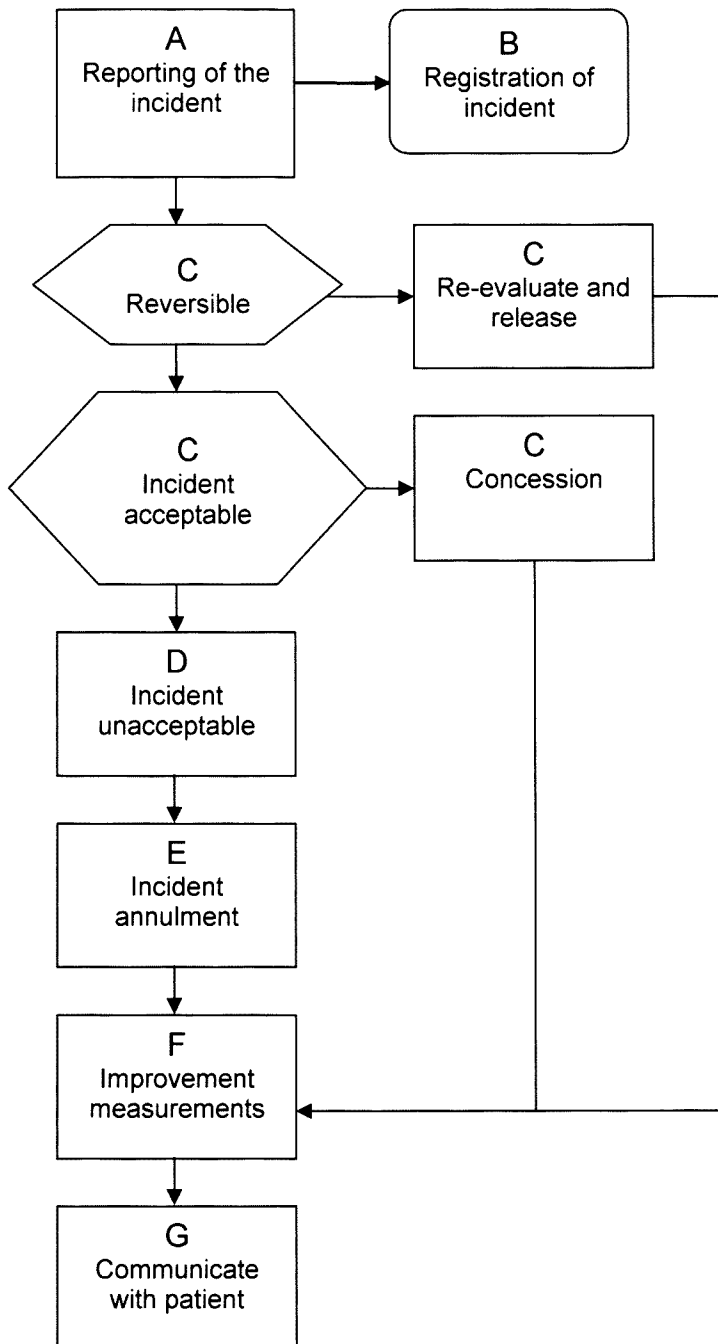 A
Reporting of the
incident
B
Registration of
incident
C
Reversible
C
Re-evaluate and
release
C
Incident
acceptable
C
Concession
D
Incident
unacceptable
E
Incident
annulment
F
Improvement
measurements
G
Communicate
with patient